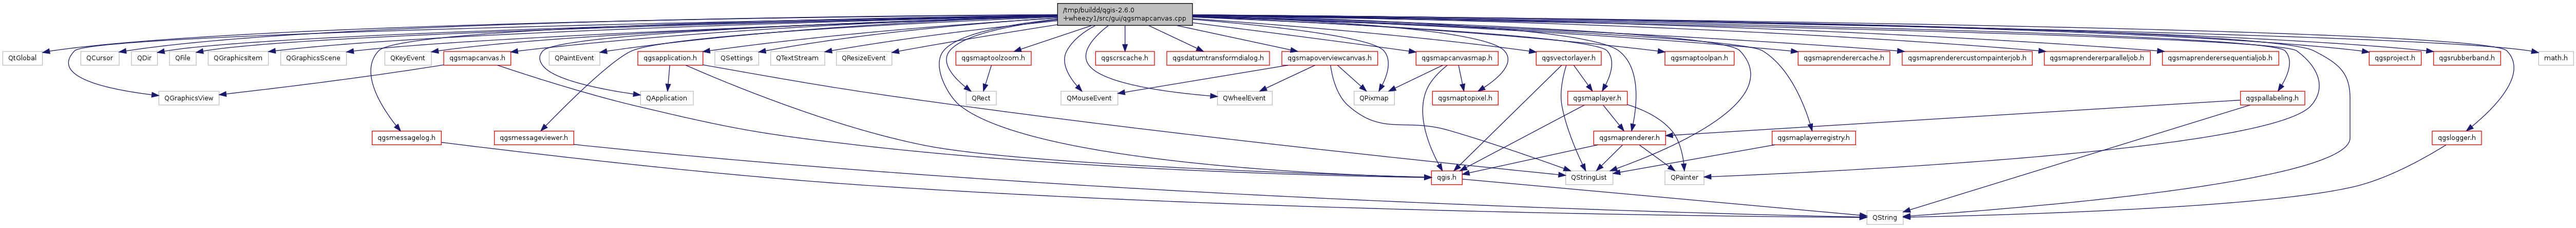 /tmp/buildd/qgis-2.6.0
+wheezy1/src/gui/qgsmapcanvas.cpp
QtGlobal
QCursor
QDir
QFile
QGraphicsItem
QGraphicsScene
QKeyEvent
qgsmapcanvas.h
QPaintEvent
qgsapplication.h
QSettings
QTextStream
QResizeEvent
qgsmaptoolzoom.h
qgscrscache.h
qgsdatumtransformdialog.h
qgsmapoverviewcanvas.h
qgsmapcanvasmap.h
qgsvectorlayer.h
qgsmaptoolpan.h
qgsmaprenderercache.h
qgsmaprenderercustompainterjob.h
qgsmaprendererparalleljob.h
qgsmaprenderersequentialjob.h
qgsproject.h
qgsrubberband.h
math.h
QGraphicsView
QApplication
QRect
QMouseEvent
QWheelEvent
QPixmap
qgsmaptopixel.h
qgsmaplayer.h
qgspallabeling.h
qgsmessagelog.h
qgsmessageviewer.h
qgsmaprenderer.h
qgsmaplayerregistry.h
qgslogger.h
qgis.h
QStringList
QPainter
QString